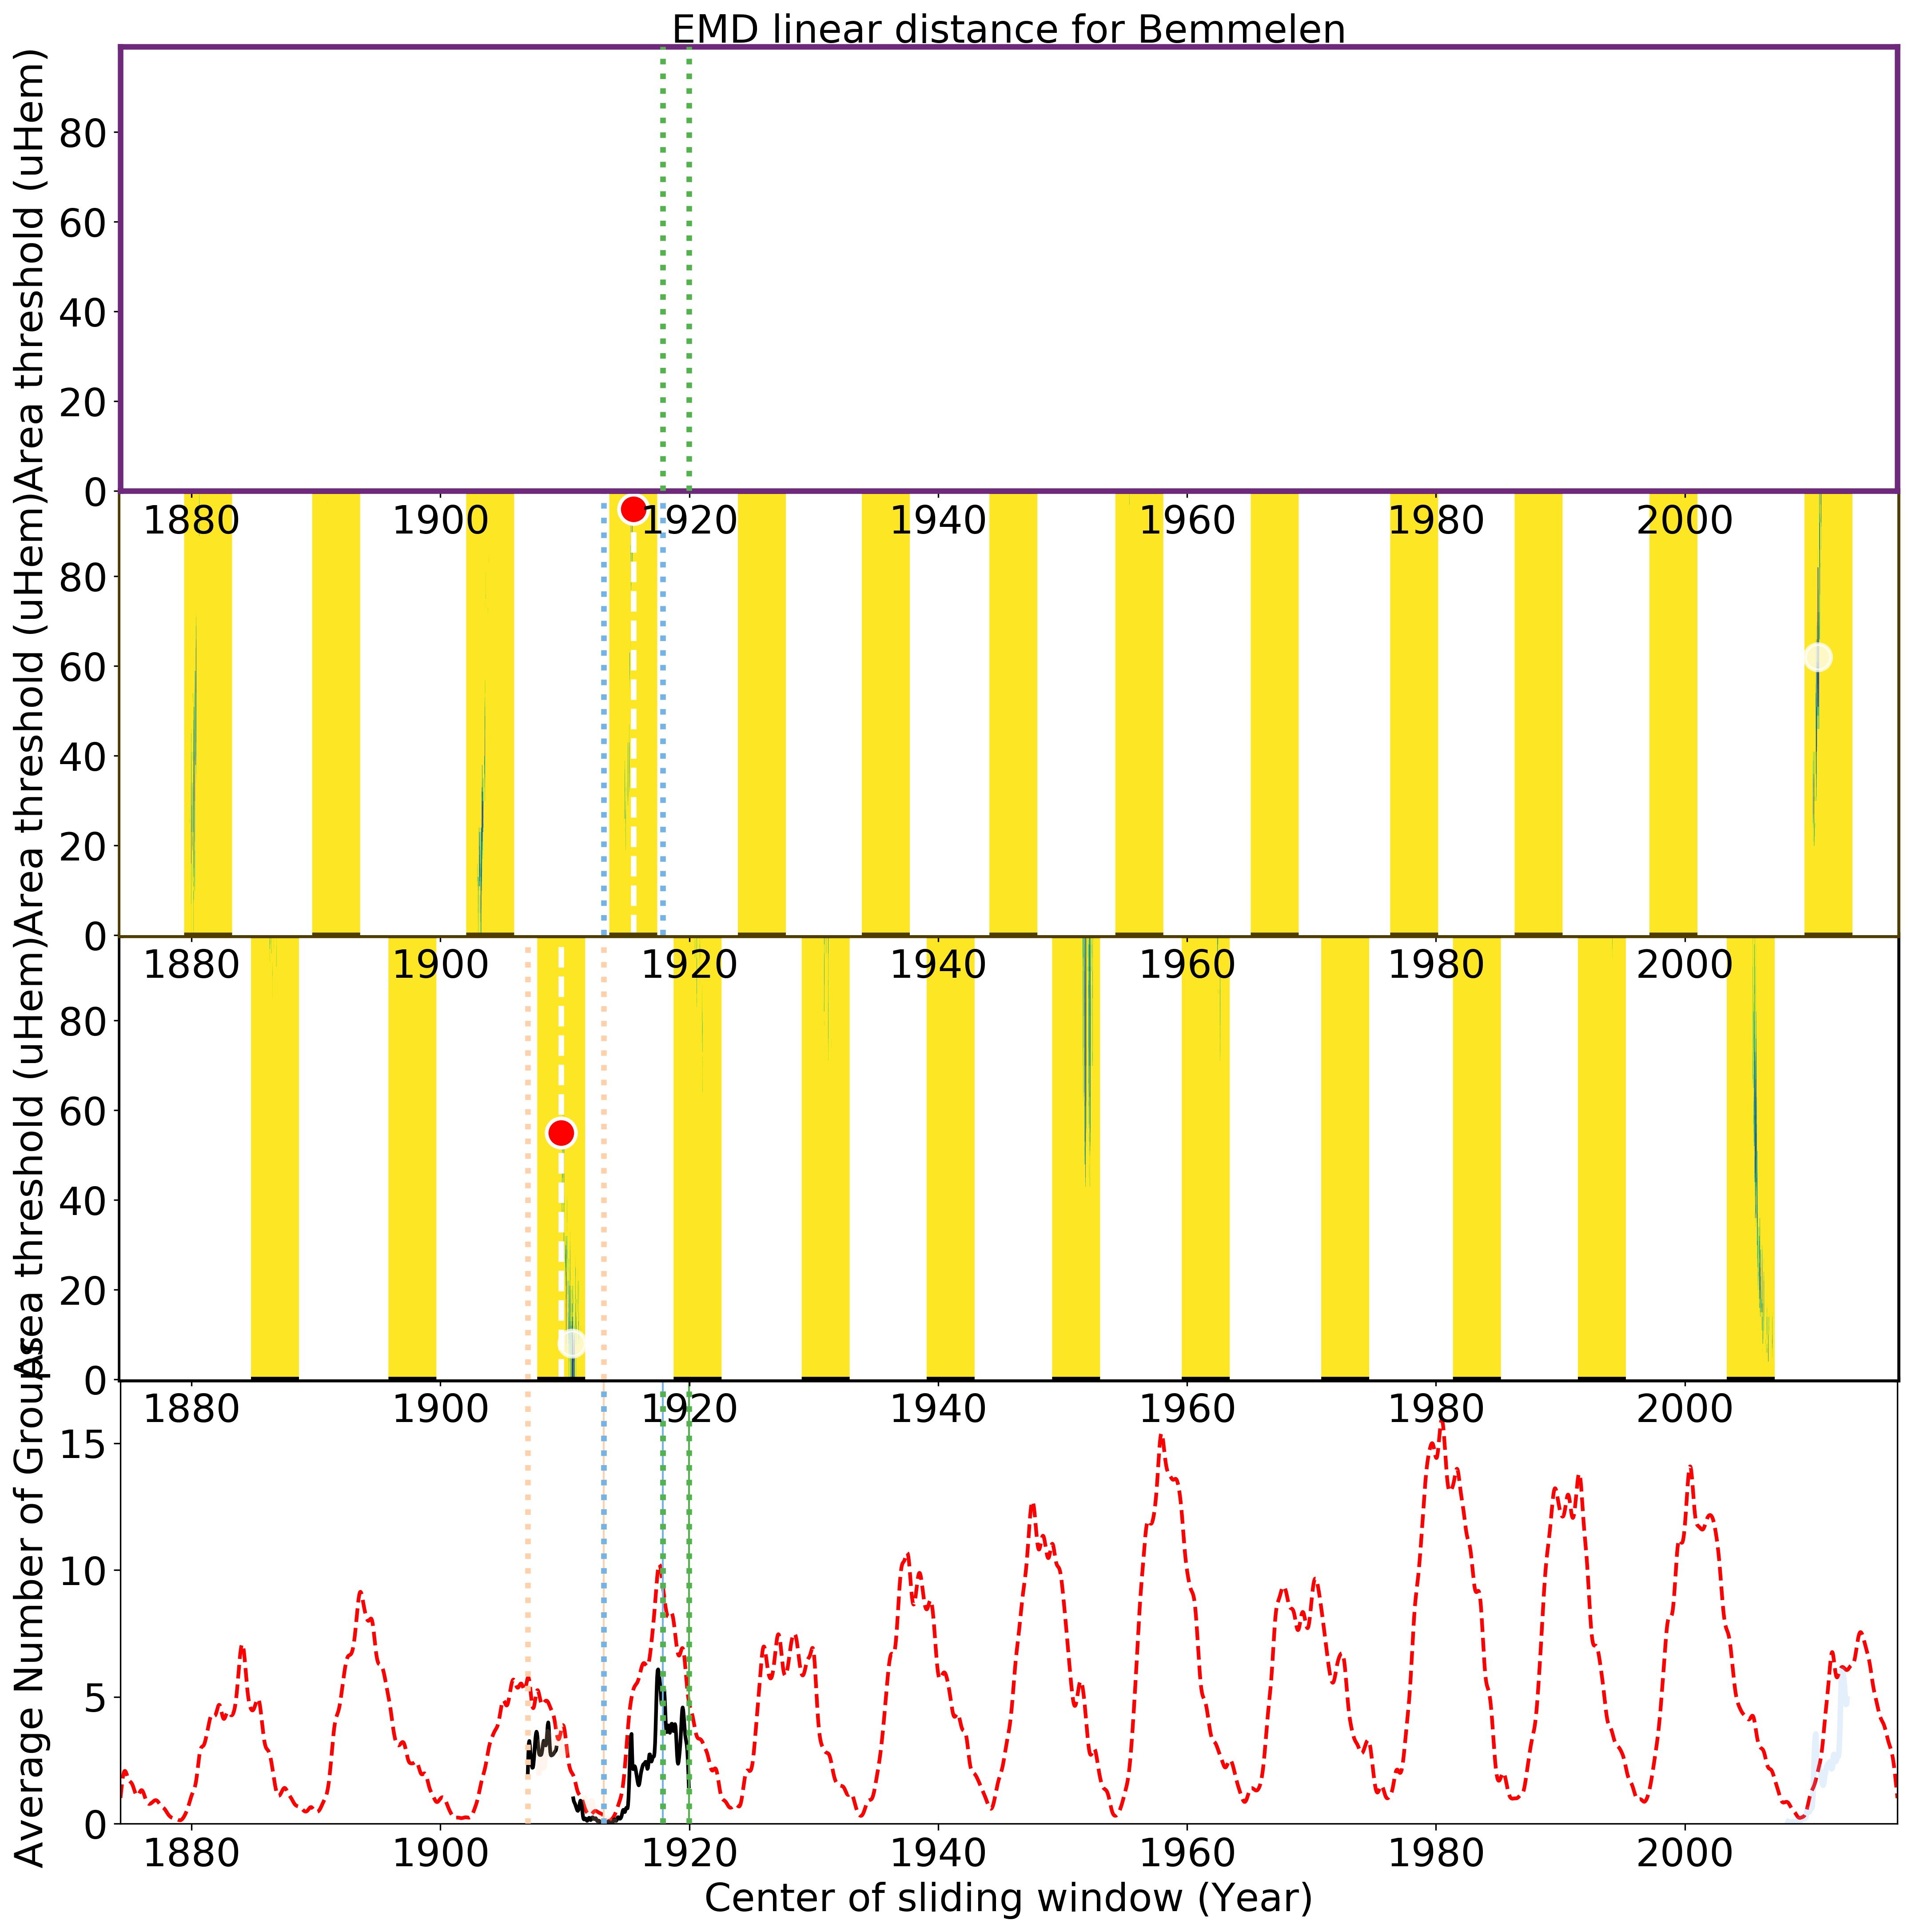 EMD linear distance for Bemmelen
Area threshold (uHem)
80
60
40
20
0
1880 1900 1920 1940 1960 1980 2000
Area threshold (uHem)
80
60
40
20
0
1880 1900 1920 1940 1960 1980 2000
Area threshold (uHem)
80
60
40
20
0
1880 1900 1920 1940 1960 1980 2000
Average Number of Groups
15
10
5
0
1880 1900 1920 1940 1960 1980 2000
Center of sliding window (Year)